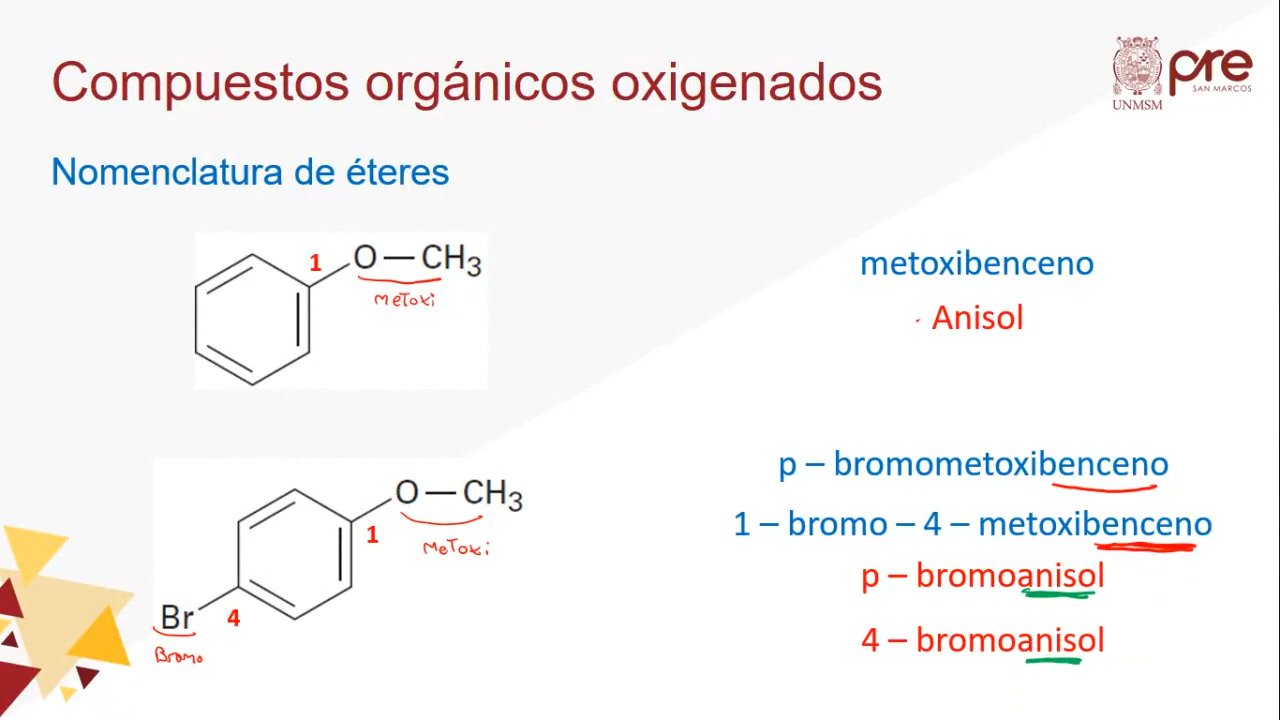 Compuestos orgánicos oxigenados
pre
SAN MARCOS
UNMSM
Nomenclatura de éteres
1
O — CH3
Metoxi
metoxibenceno
Anisol
O — CH3
1
Metoxi
Br
4
Bromo
p – bromometoxibenceno
1 – bromo – 4 – metoxibenceno
p – bromoanisol
4 – bromoanisol